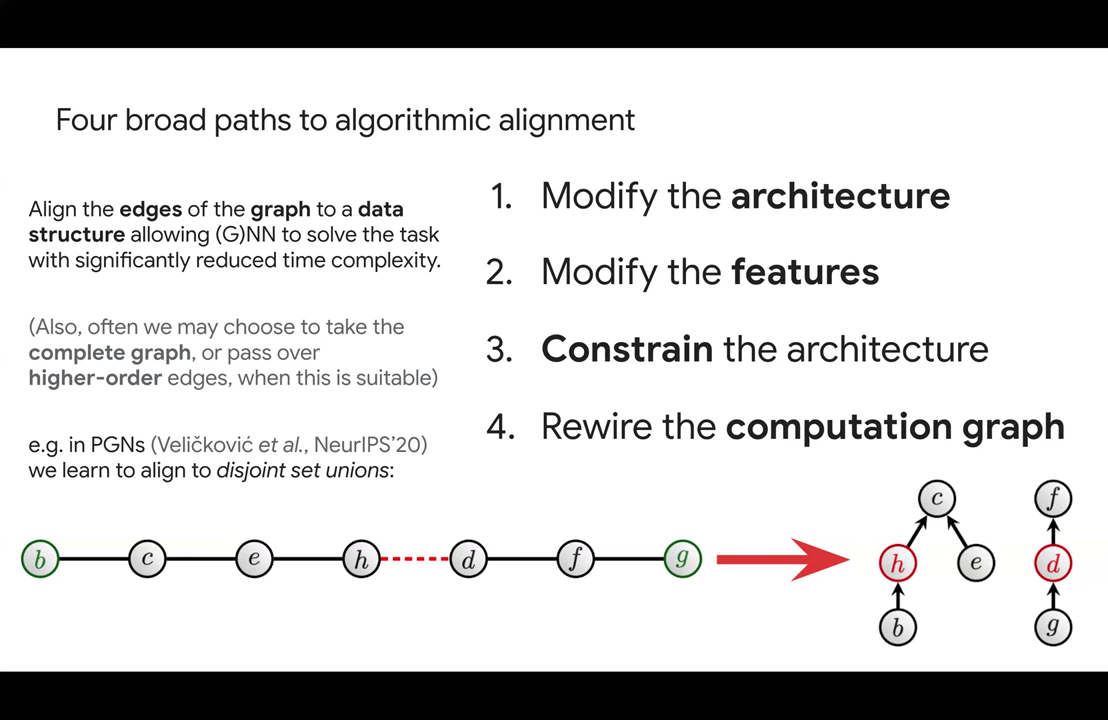 Four broad paths to algorithmic alignment
Align the edges of the graph to a data
structure allowing (G)NN to solve the task
with significantly reduced time complexity.
(Also, often we may choose to take the
complete graph, or pass over
higher-order edges, when this is suitable)
e.g. in PGNs (Veličković et al., NeurIPS'20)
we learn to align to disjoint set unions:
1. Modify the architecture
2. Modify the features
3. Constrain the architecture
4. Rewire the computation graph
b c e h d f g
c f
h e d
b g